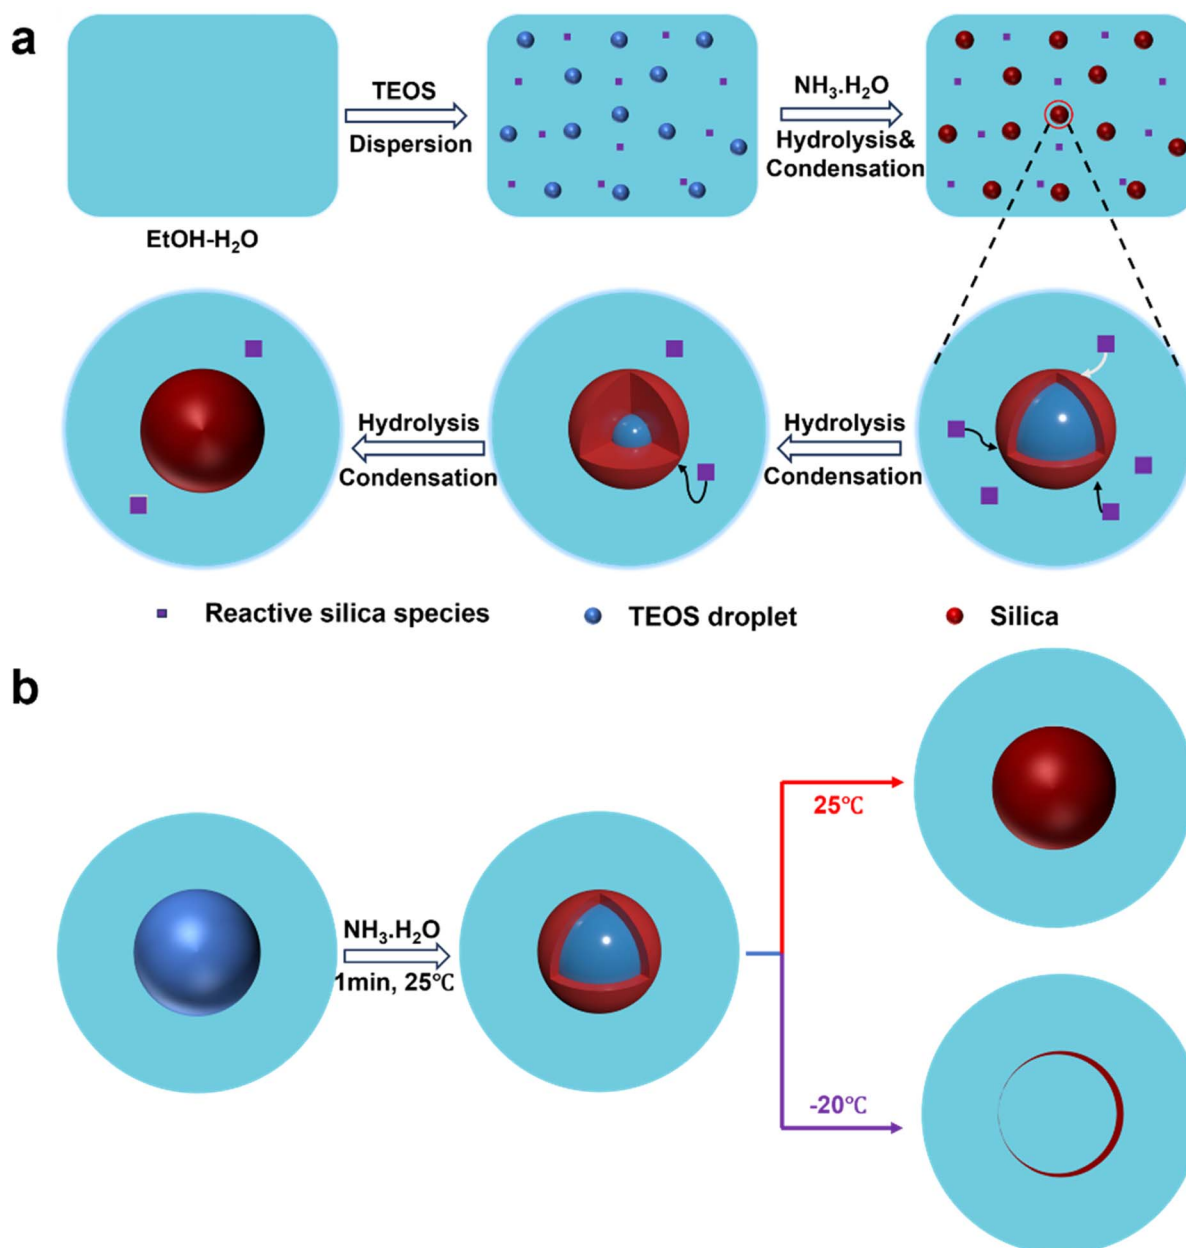 a
TEOS
Dispersion
NH₃.H₂O
Hydrolysis&
Condensation
EtOH-H₂O
Hydrolysis
Condensation
Hydrolysis
Condensation
Reactive silica species
TEOS droplet
Silica
b
NH₃.H₂O
1min, 25℃
25℃
-20℃